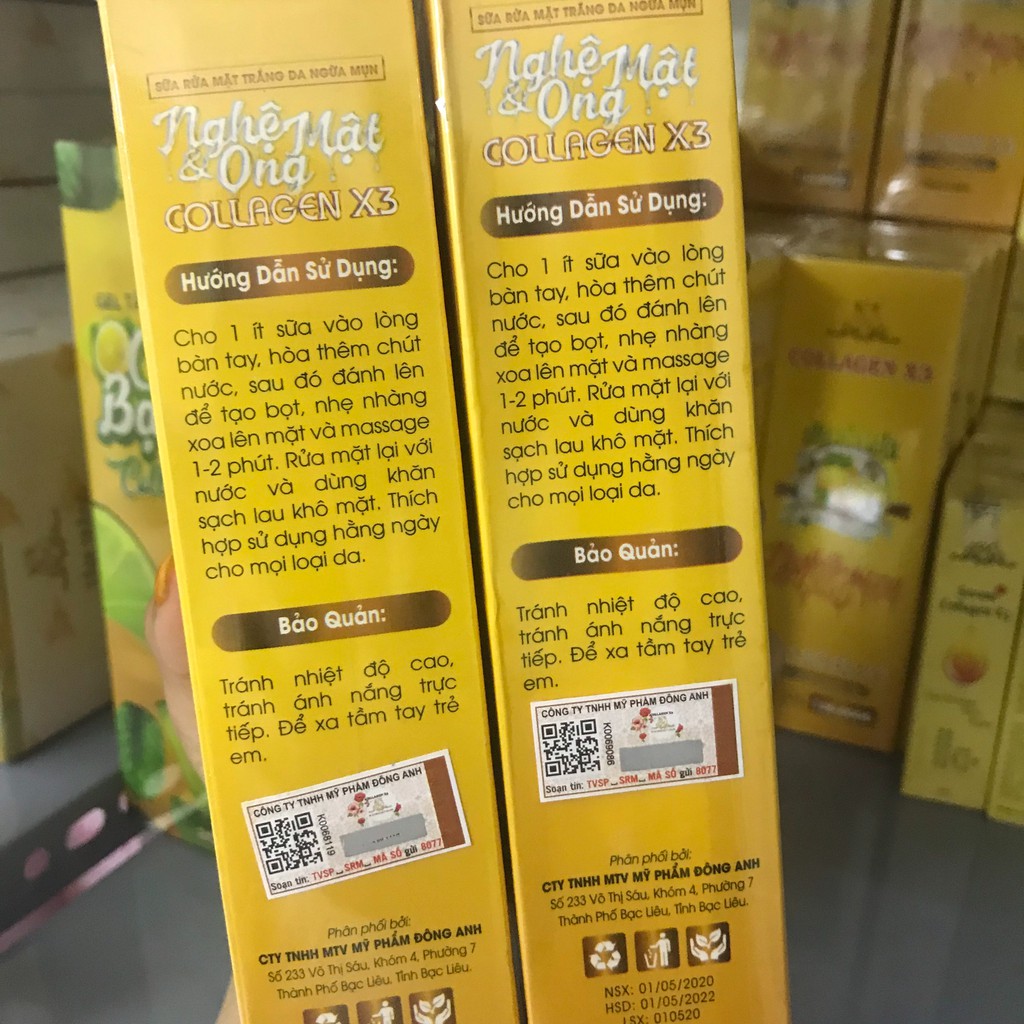 SỮA RỬA MẶT TRẮNG DA NGỪA MỤN
Nghệ Mật
& Ong
COLLAGEN X3
Hướng Dẫn Sử Dụng:
Cho 1 ít sữa vào lòng
bàn tay, hòa thêm chút
nước, sau đó đánh lên
để tạo bọt, nhẹ nhàng
xoa lên mặt và massage
1-2 phút. Rửa mặt lại với
nước và dùng khăn
sạch lau khô mặt. Thích
hợp sử dụng hằng ngày
cho mọi loại da.
Bảo Quản:
Tránh nhiệt độ cao,
tránh ánh nắng trực
tiếp. Để xa tầm tay trẻ
em.
CÔNG TY TNHH MỸ PHẨM ĐÔNG ANH
K0068119
Soạn tin: TVSP_SRM_ MÃ SỐ gửi 8077
Phân phối bởi:
CTY TNHH MTV MỸ PHẨM ĐÔNG ANH
Số 233 Võ Thị Sáu, Khóm 4, Phường 7
Thành Phố Bạc Liêu, Tỉnh Bạc Liêu.
SỮA RỬA MẶT TRẮNG DA NGỪA MỤN
Nghệ Mật
& Ong
COLLAGEN X3
Hướng Dẫn Sử Dụng:
Cho 1 ít sữa vào lòng
bàn tay, hòa thêm chút
nước, sau đó đánh lên
để tạo bọt, nhẹ nhàng
xoa lên mặt và massage
1-2 phút. Rửa mặt lại với
nước và dùng khăn
sạch lau khô mặt. Thích
hợp sử dụng hằng ngày
cho mọi loại da.
Bảo Quản:
Tránh nhiệt độ cao,
tránh ánh nắng trực
tiếp. Để xa tầm tay trẻ
em.
CÔNG TY TNHH MỸ PHẨM ĐÔNG ANH
K0069086
Soạn tin: TVSP_SRM_ MÃ SỐ gửi 8077
Phân phối bởi:
CTY TNHH MTV MỸ PHẨM ĐÔNG ANH
Số 233 Võ Thị Sáu, Khóm 4, Phường 7
Thành Phố Bạc Liêu, Tỉnh Bạc Liêu.
NSX: 01/05/2020
HSD: 01/05/2022
LSX: 010520
COLLAGEN X3